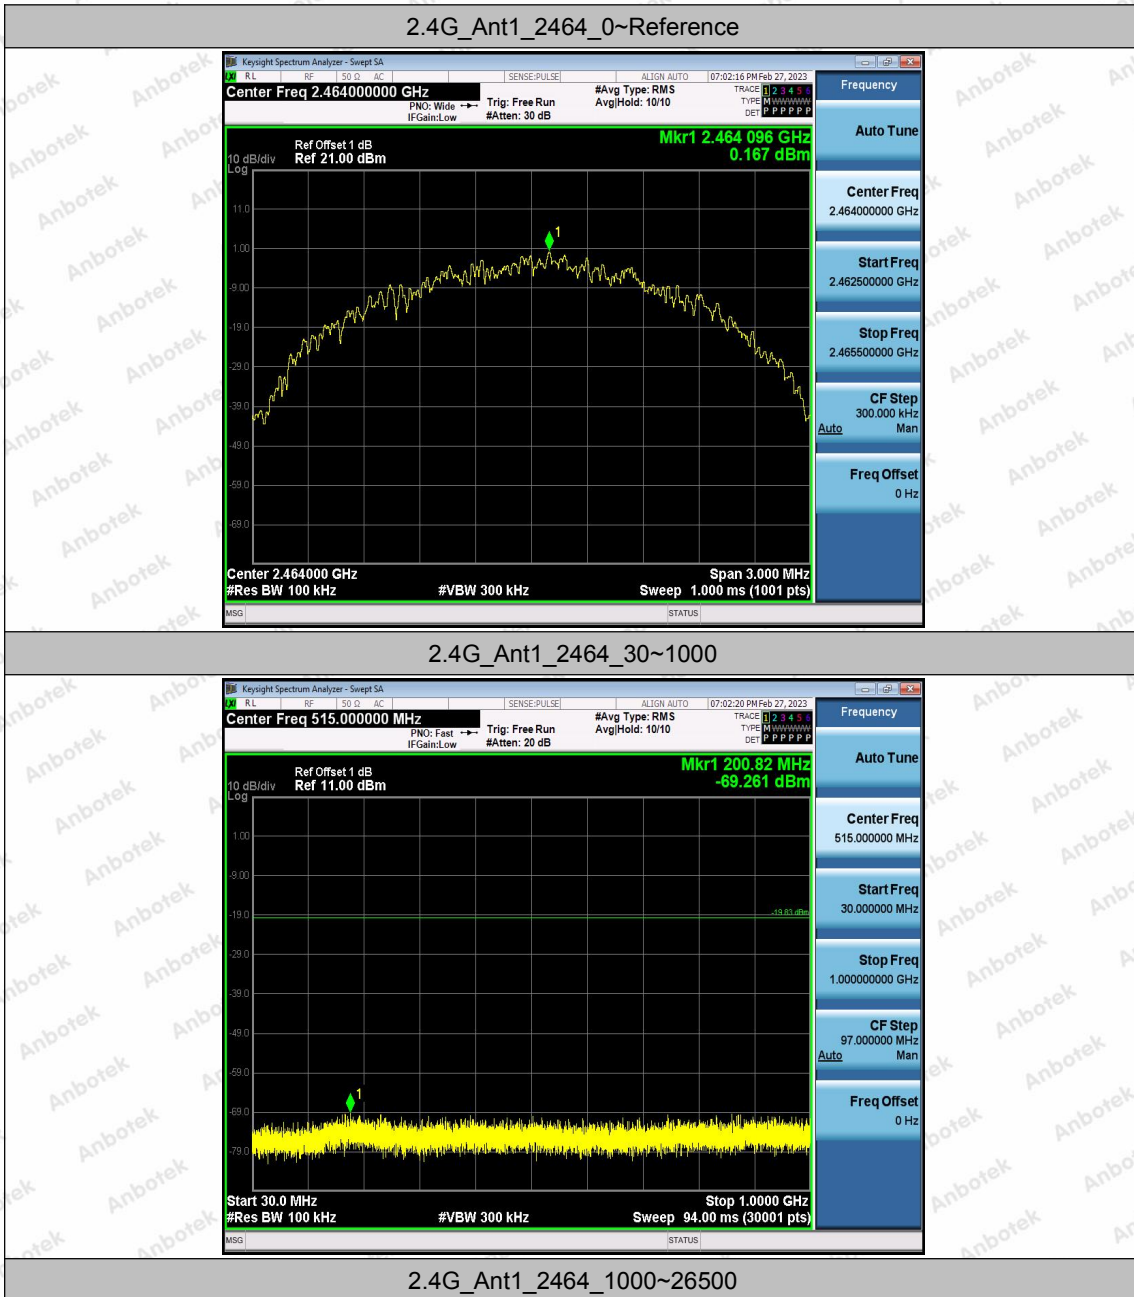 2.4G_Ant1_2464_0~Reference
Keysight Spectrum Analyzer - Swept SA
LXI RL RF 50 Ω AC SENSE:PULSE ALIGN AUTO 07:02:16 PM Feb 27, 2023
Center Freq 2.464000000 GHz
PNO: Wide
IFGain:Low
Trig: Free Run
#Atten: 30 dB
#Avg Type: RMS
Avg|Hold: 10/10
TRACE 1 2 3 4 5 6
TYPE M W W W W W
DET P P P P P P
Mkr1 2.464 096 GHz
0.167 dBm
Ref Offset 1 dB
10 dB/div Ref 21.00 dBm
Log
11.0
1
1.00
-9.00
-19.0
-29.0
-39.0
-49.0
-59.0
-69.0
Center 2.464000 GHz Span 3.000 MHz
#Res BW 100 kHz #VBW 300 kHz Sweep 1.000 ms (1001 pts)
MSG STATUS
Frequency
Auto Tune
Center Freq
2.464000000 GHz
Start Freq
2.462500000 GHz
Stop Freq
2.465500000 GHz
CF Step
300.000 kHz
Auto Man
Freq Offset
0 Hz
2.4G_Ant1_2464_30~1000
Keysight Spectrum Analyzer - Swept SA
LXI RL RF 50 Ω AC SENSE:PULSE ALIGN AUTO 07:02:20 PM Feb 27, 2023
Center Freq 515.000000 MHz
PNO: Fast
IFGain:Low
Trig: Free Run
#Atten: 20 dB
#Avg Type: RMS
Avg|Hold: 10/10
TRACE 1 2 3 4 5 6
TYPE M W W W W W
DET P P P P P P
Mkr1 200.82 MHz
-69.261 dBm
Ref Offset 1 dB
10 dB/div Ref 11.00 dBm
Log
1.00
-9.00
-19.0
-19.83 dBm
-29.0
-39.0
-49.0
-59.0
1
-69.0
-79.0
Start 30.0 MHz Stop 1.0000 GHz
#Res BW 100 kHz #VBW 300 kHz Sweep 94.00 ms (30001 pts)
MSG STATUS
Frequency
Auto Tune
Center Freq
515.000000 MHz
Start Freq
30.000000 MHz
Stop Freq
1.000000000 GHz
CF Step
97.000000 MHz
Auto Man
Freq Offset
0 Hz
2.4G_Ant1_2464_1000~26500
Anbotek